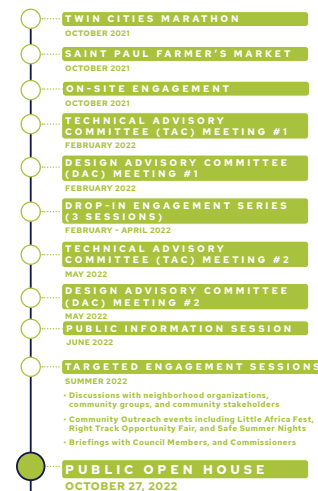 TWIN CITIES MARATHON
OCTOBER 2021
SAINT PAUL FARMER'S MARKET
OCTOBER 2021
ON-SITE ENGAGEMENT
OCTOBER 2021
TECHNICAL ADVISORY
COMMITTEE (TAC) MEETING #1
FEBRUARY 2022
DESIGN ADVISORY COMMITTEE
(DAC) MEETING #1
FEBRUARY 2022
DROP-IN ENGAGEMENT SERIES
(3 SESSIONS)
FEBRUARY - APRIL 2022
TECHNICAL ADVISORY
COMMITTEE (TAC) MEETING #2
MAY 2022
DESIGN ADVISORY COMMITTEE
(DAC) MEETING #2
MAY 2022
PUBLIC INFORMATION SESSION
JUNE 2022
TARGETED ENGAGEMENT SESSIONS
SUMMER 2022
• Discussions with neighborhood organizations,
community groups, and community stakeholders
• Community Outreach events including Little Africa Fest,
Right Track Opportunity Fair, and Safe Summer Nights
• Briefings with Council Members, and Commissioners
PUBLIC OPEN HOUSE
OCTOBER 27, 2022